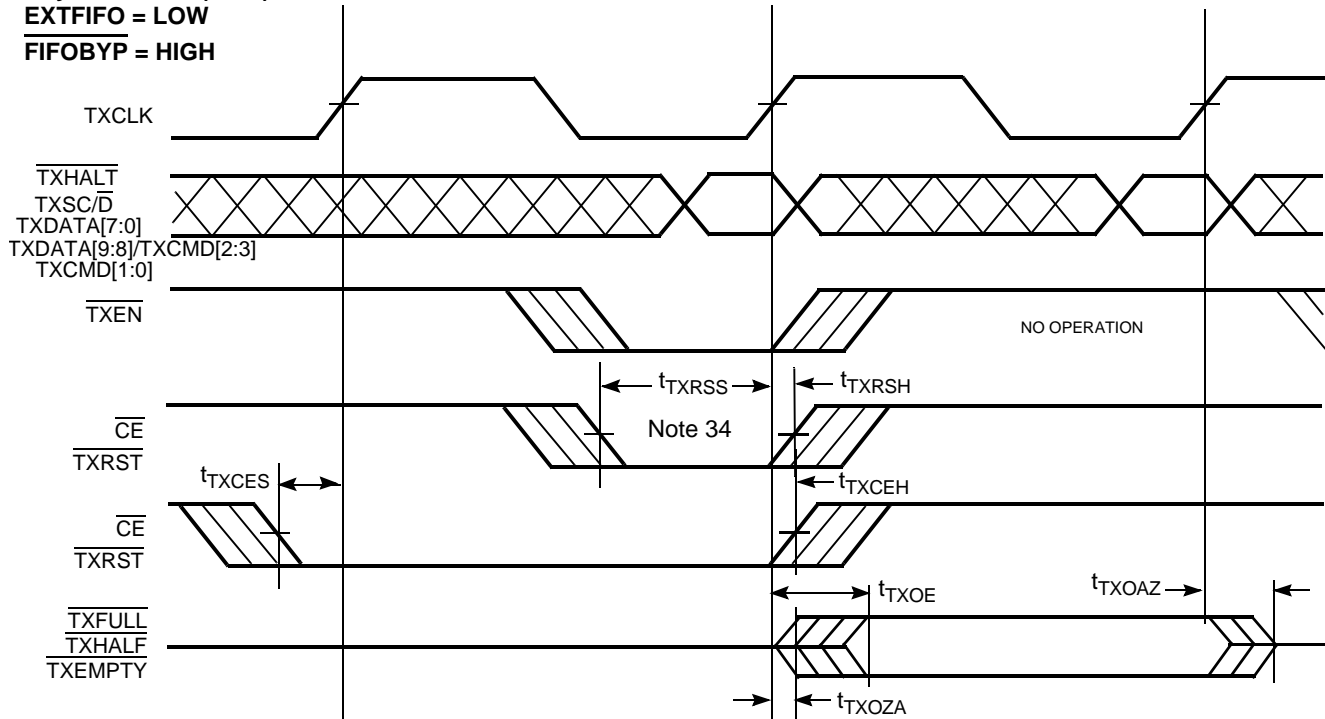 EXTFIFO = LOW
FIFOBYP = HIGH
TXCLK
TXHALT
TXSC/D
TXDATA[7:0]
TXDATA[9:8]/TXCMD[2:3]
TXCMD[1:0]
TXEN
NO OPERATION
tTXRSS
tTXRSH
Note 34
CE
TXRST
tTXCES
tTXCEH
CE
TXRST
tTXOE
tTXOAZ
TXFULL
TXHALF
TXEMPTY
tTXOZA